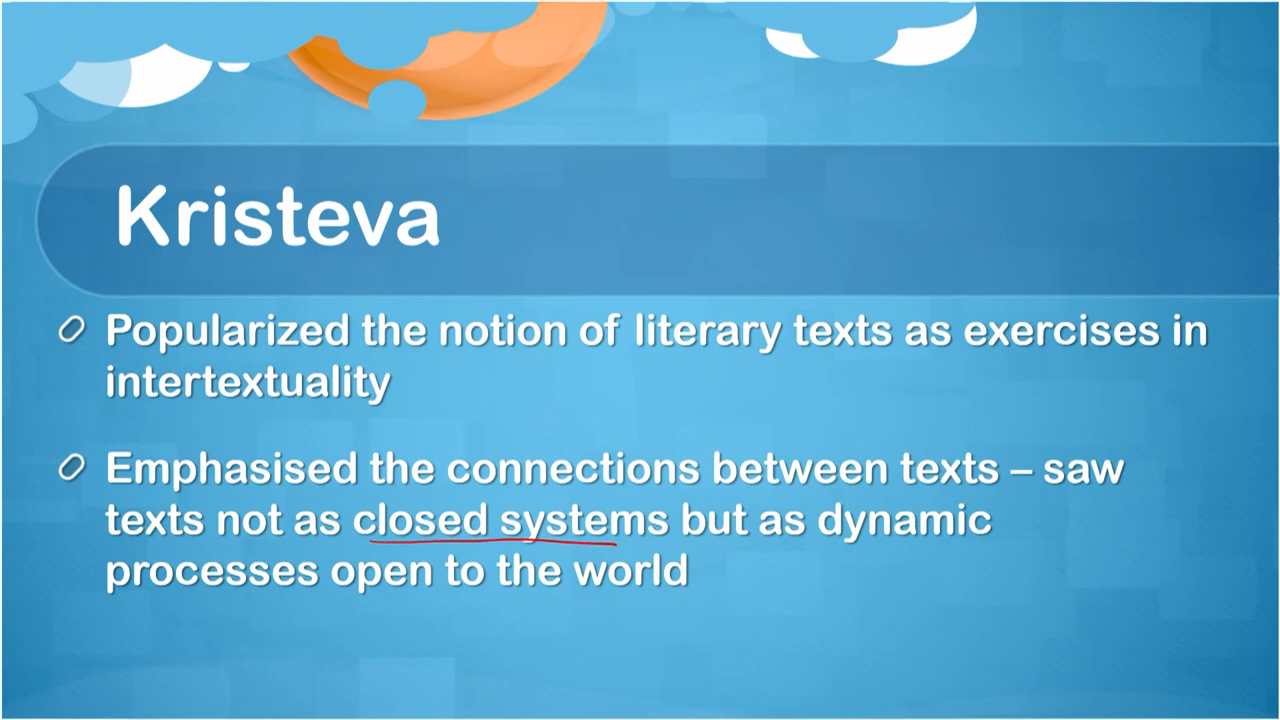 Kristeva
Popularized the notion of literary texts as exercises in
intertextuality
Emphasised the connections between texts – saw
texts not as closed systems but as dynamic
processes open to the world